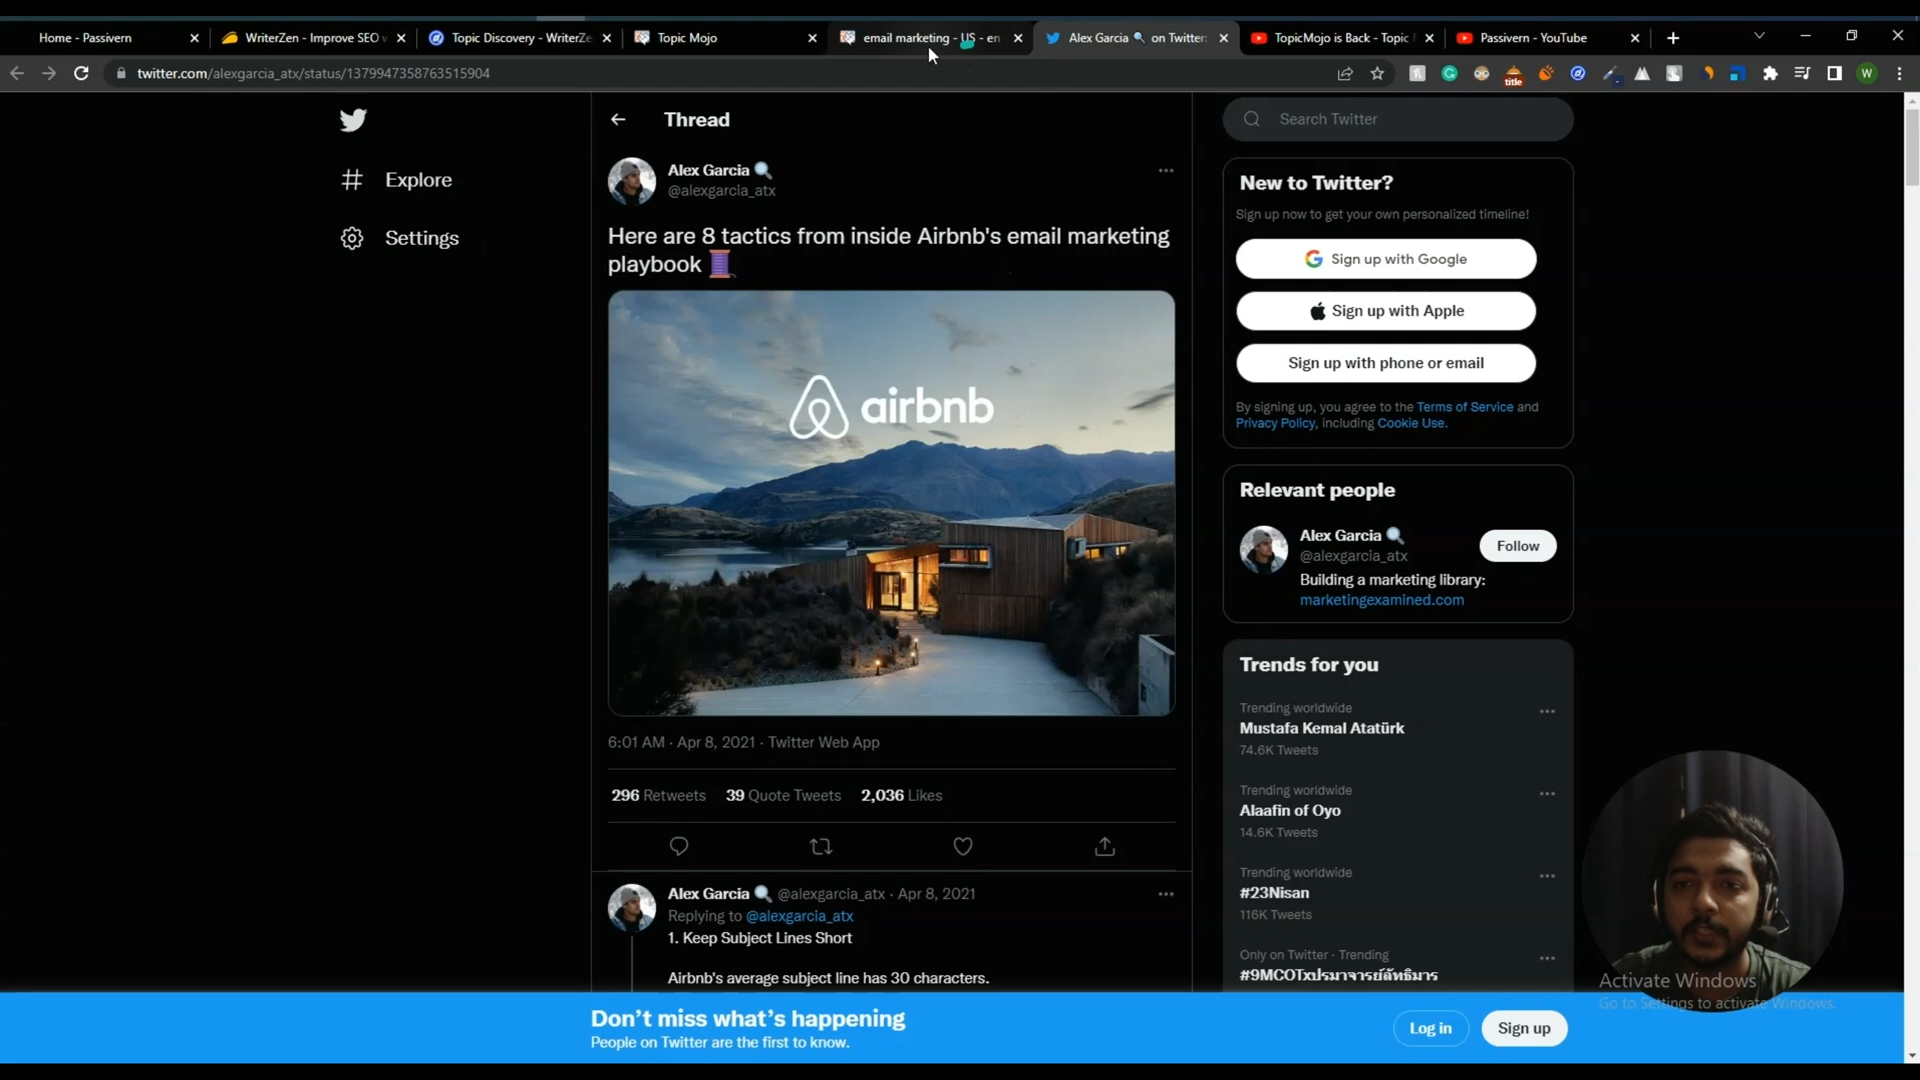 Home - Passivern
WriterZen - Improve SEO
Topic Discovery - WriterZe
Topic Mojo
email marketing - US - en
Alex Garcia 🔍 on Twitter:
TopicMojo is Back - Topic
Passivern - YouTube
twitter.com/alexgarcia_atx/status/1379947358763515904
title
W
Explore
Settings
Thread
Alex Garcia 🔍
@alexgarcia_atx
Here are 8 tactics from inside Airbnb's email marketing
playbook 🧵
airbnb
6:01 AM · Apr 8, 2021 · Twitter Web App
296 Retweets 39 Quote Tweets 2,036 Likes
Alex Garcia 🔍 @alexgarcia_atx · Apr 8, 2021
Replying to @alexgarcia_atx
1. Keep Subject Lines Short
Airbnb's average subject line has 30 characters.
Search Twitter
New to Twitter?
Sign up now to get your own personalized timeline!
Sign up with Google
Sign up with Apple
Sign up with phone or email
By signing up, you agree to the Terms of Service and
Privacy Policy, including Cookie Use.
Relevant people
Alex Garcia 🔍
@alexgarcia_atx
Follow
Building a marketing library:
marketingexamined.com
Trends for you
Trending worldwide
Mustafa Kemal Atatürk
74.6K Tweets
Trending worldwide
Alaafin of Oyo
14.6K Tweets
Trending worldwide
#23Nisan
116K Tweets
Only on Twitter · Trending
Activate Windows
Go to Settings to activate Windows.
Don't miss what's happening
People on Twitter are the first to know.
Log in
Sign up